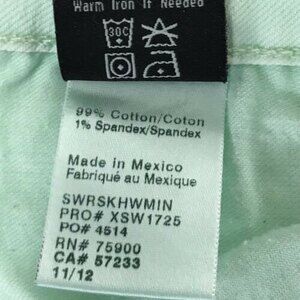 Warm Iron If Needed
30C
99% Cotton/Coton
1% Spandex/Spandex
Made in Mexico
Fabriqué au Mexique
SWRSKHWMIN
PRO# XSW1725
PO# 4514
RN# 75900
CA# 57233
11/12